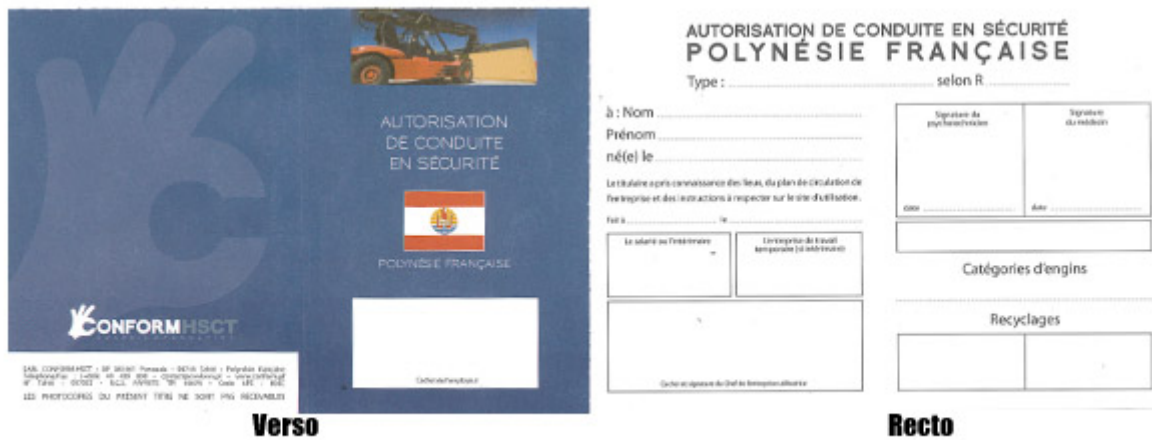 AUTORISATION
DE CONDUITE
EN SÉCURITÉ
POLYNÉSIE FRANÇAISE
CONFORMHSCT
LES PHOTOCOPIES DU PRÉSENT TITRE NE SONT PAS RECEVABLES
Cachet de l'employeur
Verso
AUTORISATION DE CONDUITE EN SÉCURITÉ
POLYNÉSIE FRANÇAISE
Type : selon R
à : Nom
Prénom
né(e) le
Le titulaire a pris connaissance des lieux, du plan de circulation de
l'entreprise et des instructions à respecter sur le site d'utilisation.
Fait à le
Le salarié ou l'intérimaire
L'entreprise de travail
temporaire (si intérimaire)
Cachet et signature du Chef de l'entreprise utilisatrice
Signature du
psychotechnicien
Signature
du médecin
date
date
Catégories d'engins
Recyclages
Recto